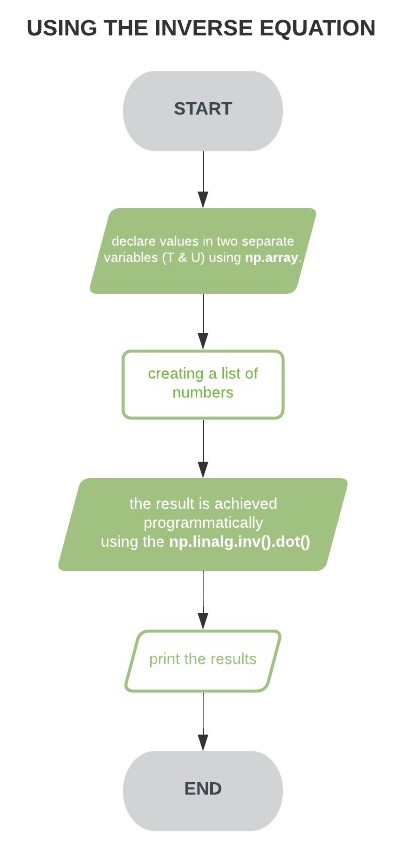 USING THE INVERSE EQUATION
START
declare values in two separate
variables (T & U) using np.array.
creating a list of
numbers
the result is achieved
programmatically
using the np.linalg.inv().dot()
print the results
END